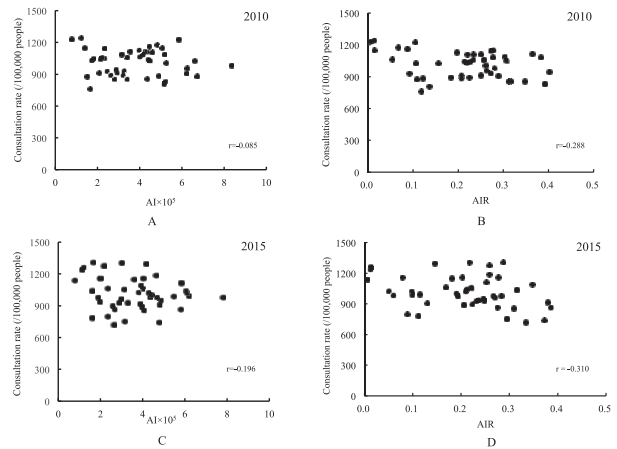 1500
2010
1200
900
600
300
0
Consultation rate (/100,000 people)
r=-0.085
0 2 4 6 8 10
AI×10⁵
A
1500
2010
1200
900
600
300
0
Consultation rate (/100,000 people)
r=-0.288
0.0 0.1 0.2 0.3 0.4 0.5
AIR
B
1500
2015
1200
900
600
300
0
Consultation rate (/100,000 people)
r=-0.196
0 2 4 6 8 10
AI×10⁵
C
1500
2015
1200
900
600
300
0
Consultation rate (/100,000 people)
r = -0.310
0.0 0.1 0.2 0.3 0.4 0.5
AIR
D